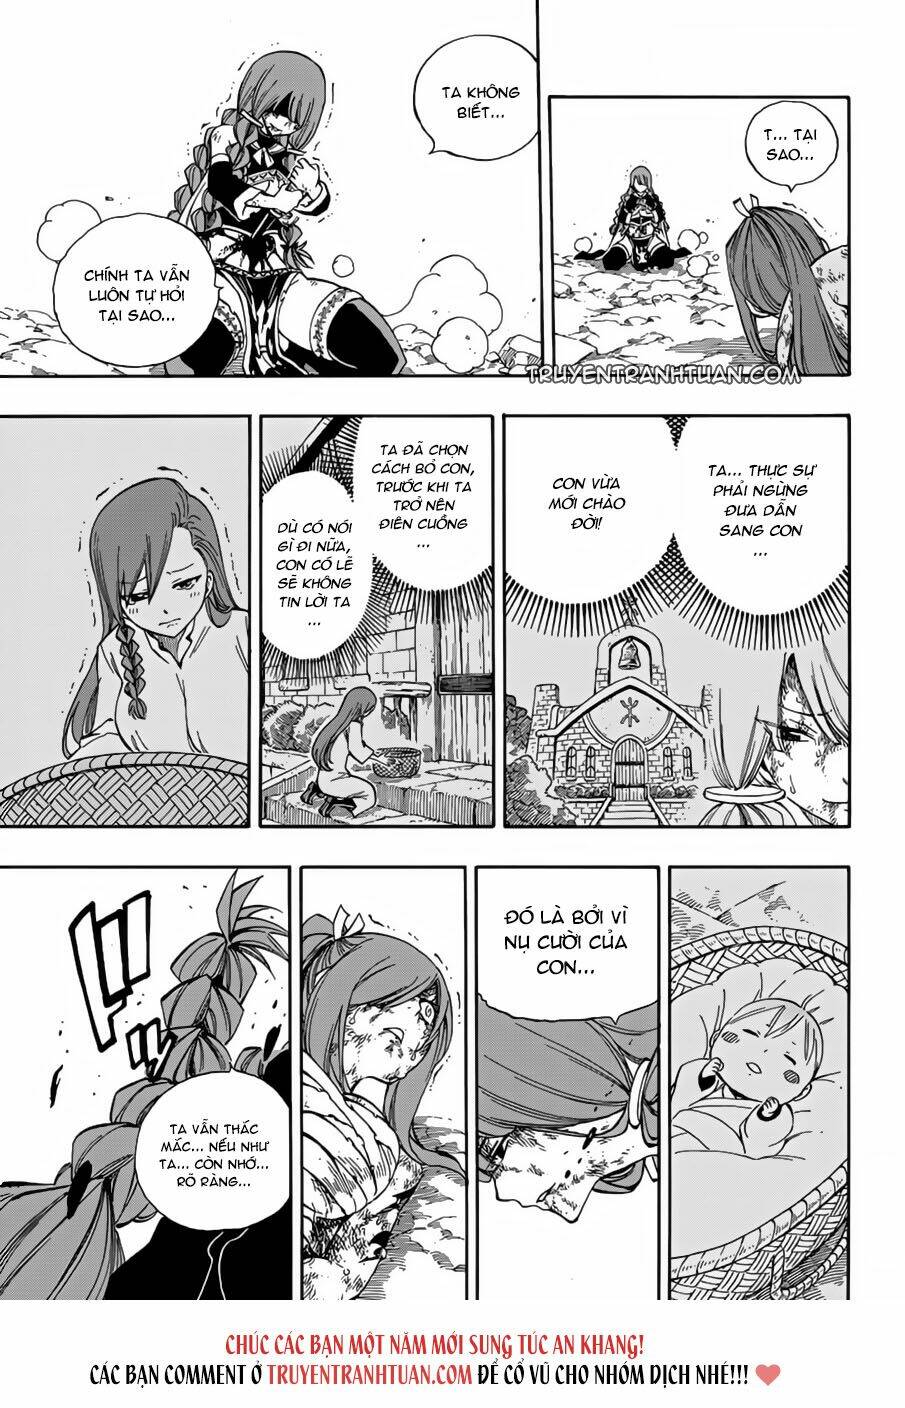 T... TẠI
SAO...
TA KHÔNG
BIẾT...
CHÍNH TA VẪN
LUÔN TỰ HỎI
TẠI SAO...
TRUYENTRANHTUAN.COM
TA... THỰC SỰ
PHẢI NGỪNG
ĐƯA DẪN
SANG CON
...
CON VỪA
MỚI CHÀO
ĐỜI!
TA ĐÃ CHỌN
CÁCH BỎ CON,
TRƯỚC KHI TA
TRỞ NÊN
ĐIÊN CUỒNG
...
DÙ CÓ NÓI
GÌ ĐI NỮA,
CON CÓ LẼ
SẼ KHÔNG
TIN LỜI TA
...
ĐÓ LÀ BỞI VÌ
NỤ CƯỜI CỦA
CON...
TA VẪN THẮC
MẮC... NẾU NHƯ
TA... CÒN NHỚ...
RÕ RÀNG...
CHÚC CÁC BẠN MỘT NĂM MỚI SUNG TÚC AN KHANG!
CÁC BẠN COMMENT Ở TRUYENTRANHTUAN.COM ĐỂ CỔ VŨ CHO NHÓM DỊCH NHÉ!!! ❤